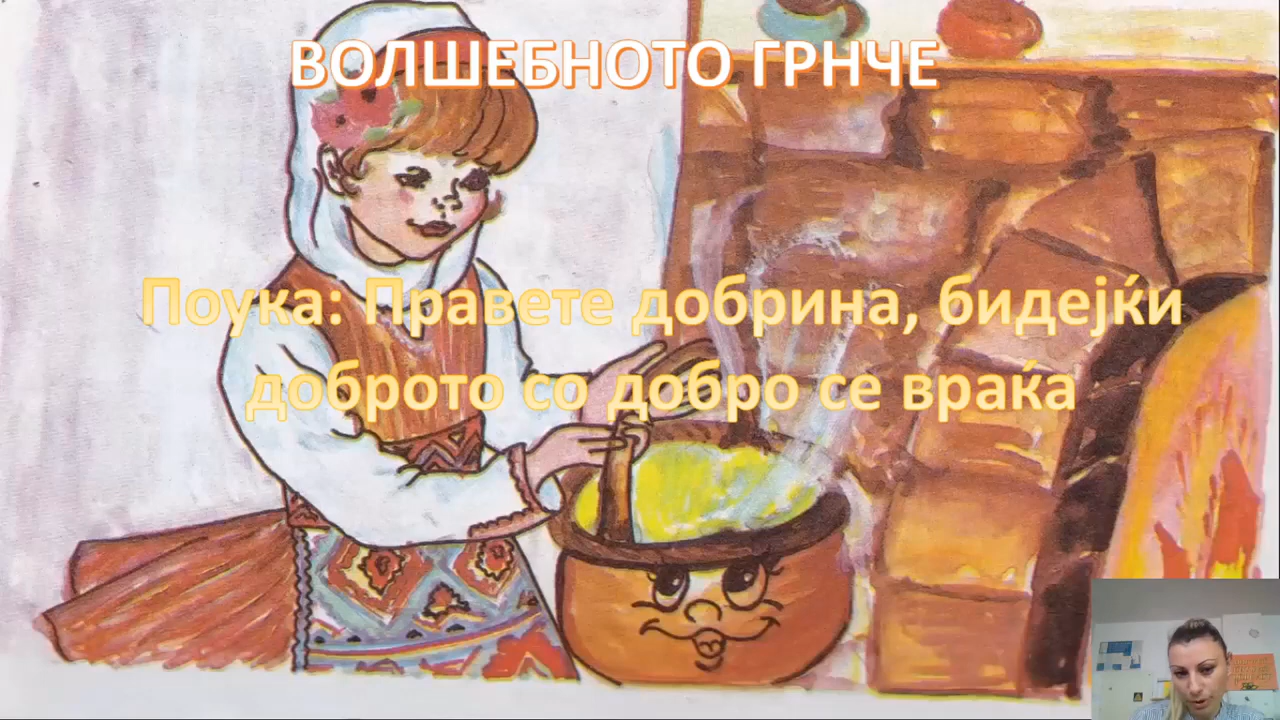 ВОЛШЕБНОТО ГРНЧЕ
Поука: Правете добрина, бидејќи
доброто со добро се враќа